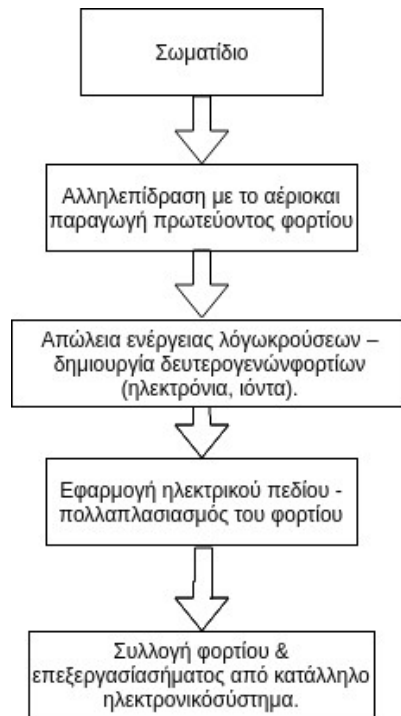 Σωματίδιο
Αλληλεπίδραση με το αέριοκαι
παραγωγή πρωτεύοντος φορτίου
Απώλεια ενέργειας λόγωκρούσεων –
δημιουργία δευτερογενώνφορτίων
(ηλεκτρόνια, ιόντα).
Εφαρμογή ηλεκτρικού πεδίου -
πολλαπλασιασμός του φορτίου
Συλλογή φορτίου &
επεξεργασίασήματος από κατάλληλο
ηλεκτρονικόσύστημα.